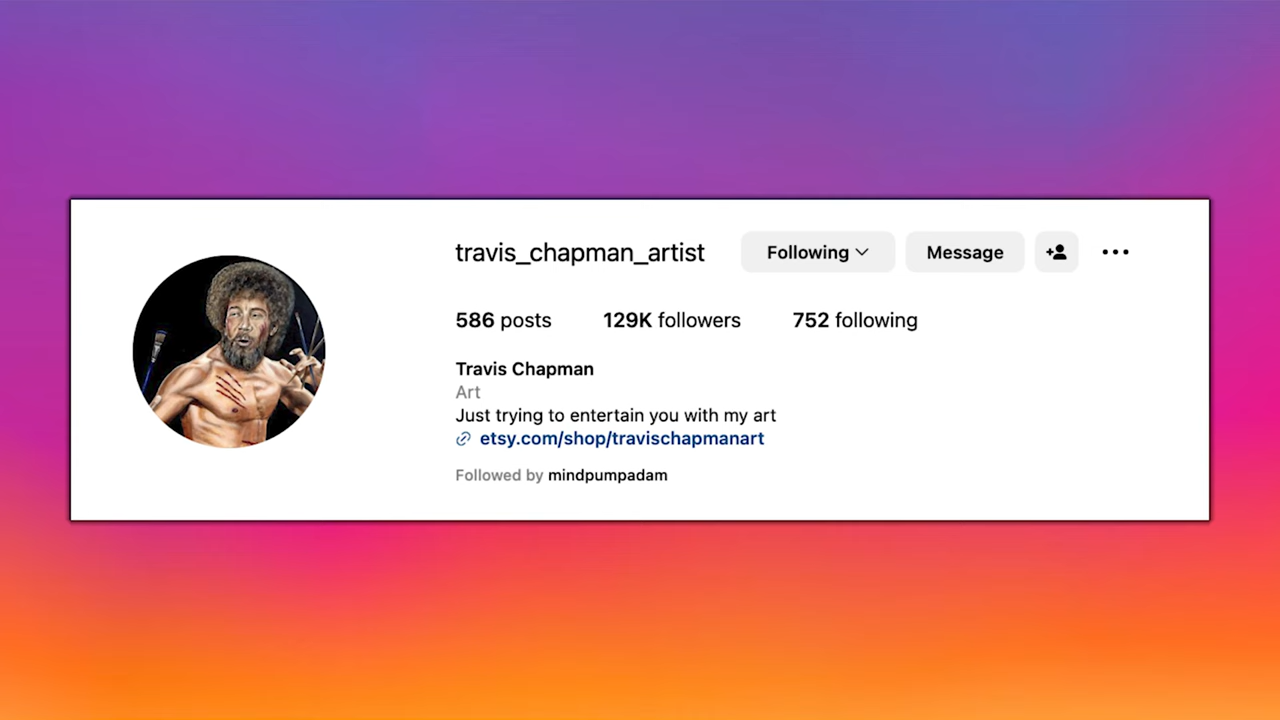 travis_chapman_artist Following Message
586 posts 129K followers 752 following
Travis Chapman
Art
Just trying to entertain you with my art
etsy.com/shop/travischapmanart
Followed by mindpumpadam